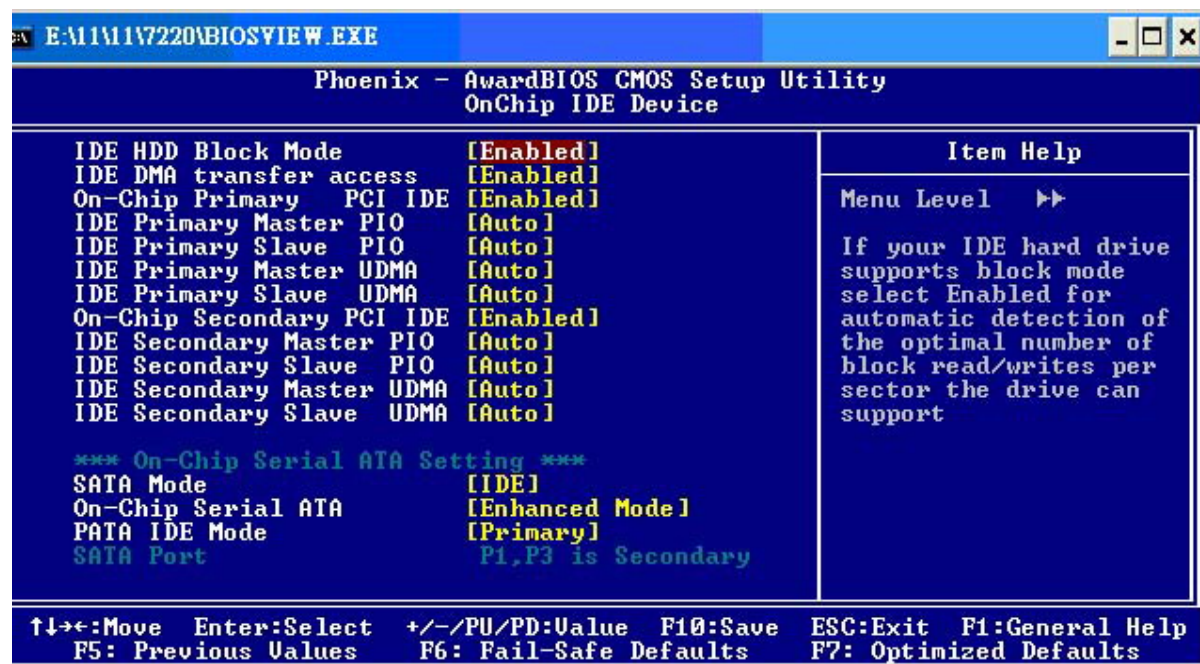 E:\11\11\7220\BIOSVIEW.EXE
Phoenix - AwardBIOS CMOS Setup Utility
OnChip IDE Device
IDE HDD Block Mode [Enabled]
IDE DMA transfer access [Enabled]
On-Chip Primary PCI IDE [Enabled]
IDE Primary Master PIO [Auto]
IDE Primary Slave PIO [Auto]
IDE Primary Master UDMA [Auto]
IDE Primary Slave UDMA [Auto]
On-Chip Secondary PCI IDE [Enabled]
IDE Secondary Master PIO [Auto]
IDE Secondary Slave PIO [Auto]
IDE Secondary Master UDMA [Auto]
IDE Secondary Slave UDMA [Auto]
*** On-Chip Serial ATA Setting ***
SATA Mode [IDE]
On-Chip Serial ATA [Enhanced Mode]
PATA IDE Mode [Primary]
SATA Port P1,P3 is Secondary
Item Help
Menu Level ►►
If your IDE hard drive
supports block mode
select Enabled for
automatic detection of
the optimal number of
block read/writes per
sector the drive can
support
↑↓→←:Move Enter:Select +/-/PU/PD:Value F10:Save ESC:Exit F1:General Help
F5: Previous Values F6: Fail-Safe Defaults F7: Optimized Defaults